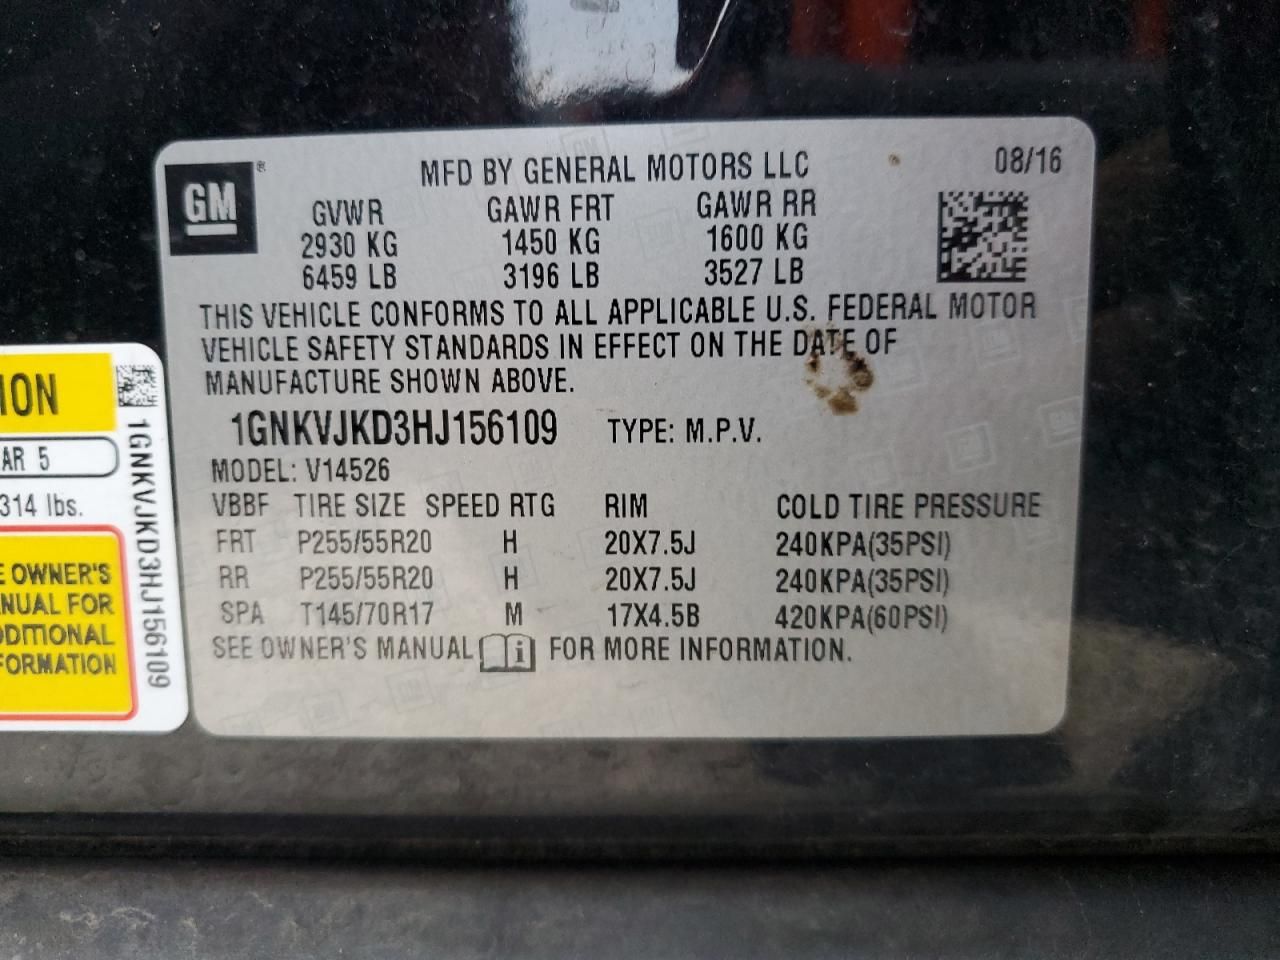 GM ®
MFD BY GENERAL MOTORS LLC 08/16
GVWR GAWR FRT GAWR RR
2930 KG 1450 KG 1600 KG
6459 LB 3196 LB 3527 LB
THIS VEHICLE CONFORMS TO ALL APPLICABLE U.S. FEDERAL MOTOR
VEHICLE SAFETY STANDARDS IN EFFECT ON THE DATE OF
MANUFACTURE SHOWN ABOVE.
1GNKVJKD3HJ156109 TYPE: M.P.V.
MODEL: V14526
VBBF TIRE SIZE SPEED RTG RIM COLD TIRE PRESSURE
FRT P255/55R20 H 20X7.5J 240KPA(35PSI)
RR P255/55R20 H 20X7.5J 240KPA(35PSI)
SPA T145/70R17 M 17X4.5B 420KPA(60PSI)
SEE OWNER'S MANUAL i FOR MORE INFORMATION.
ION
AR 5
314 lbs.
E OWNER'S
NUAL FOR
DDITIONAL
FORMATION
1GNKVJKD3HJ156109